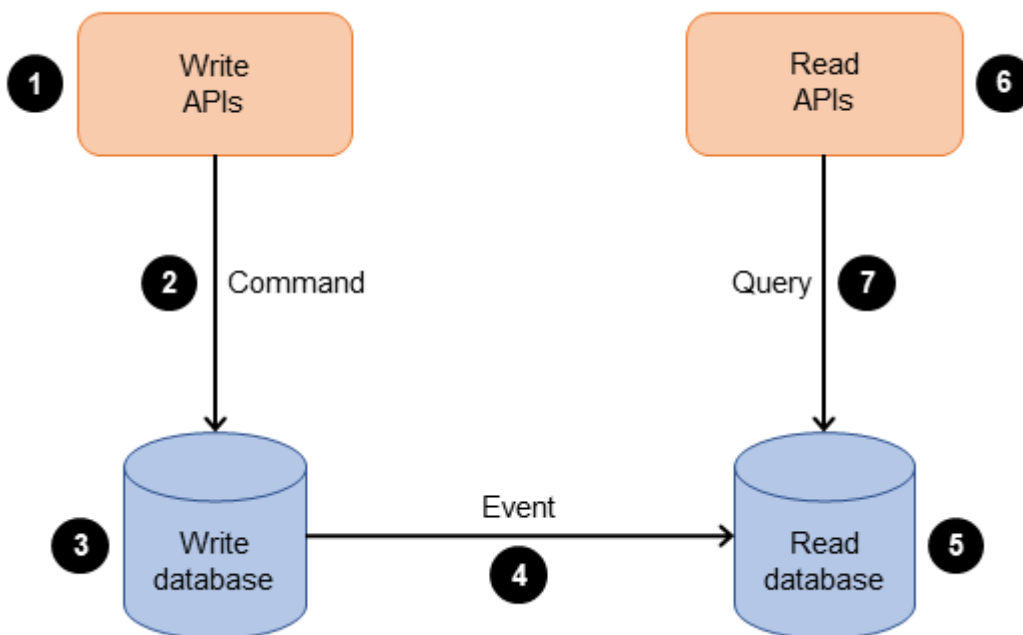 1
Write
APIs
Read
APIs
6
2
Command
Query
7
3
Write
database
Event
4
Read
database
5